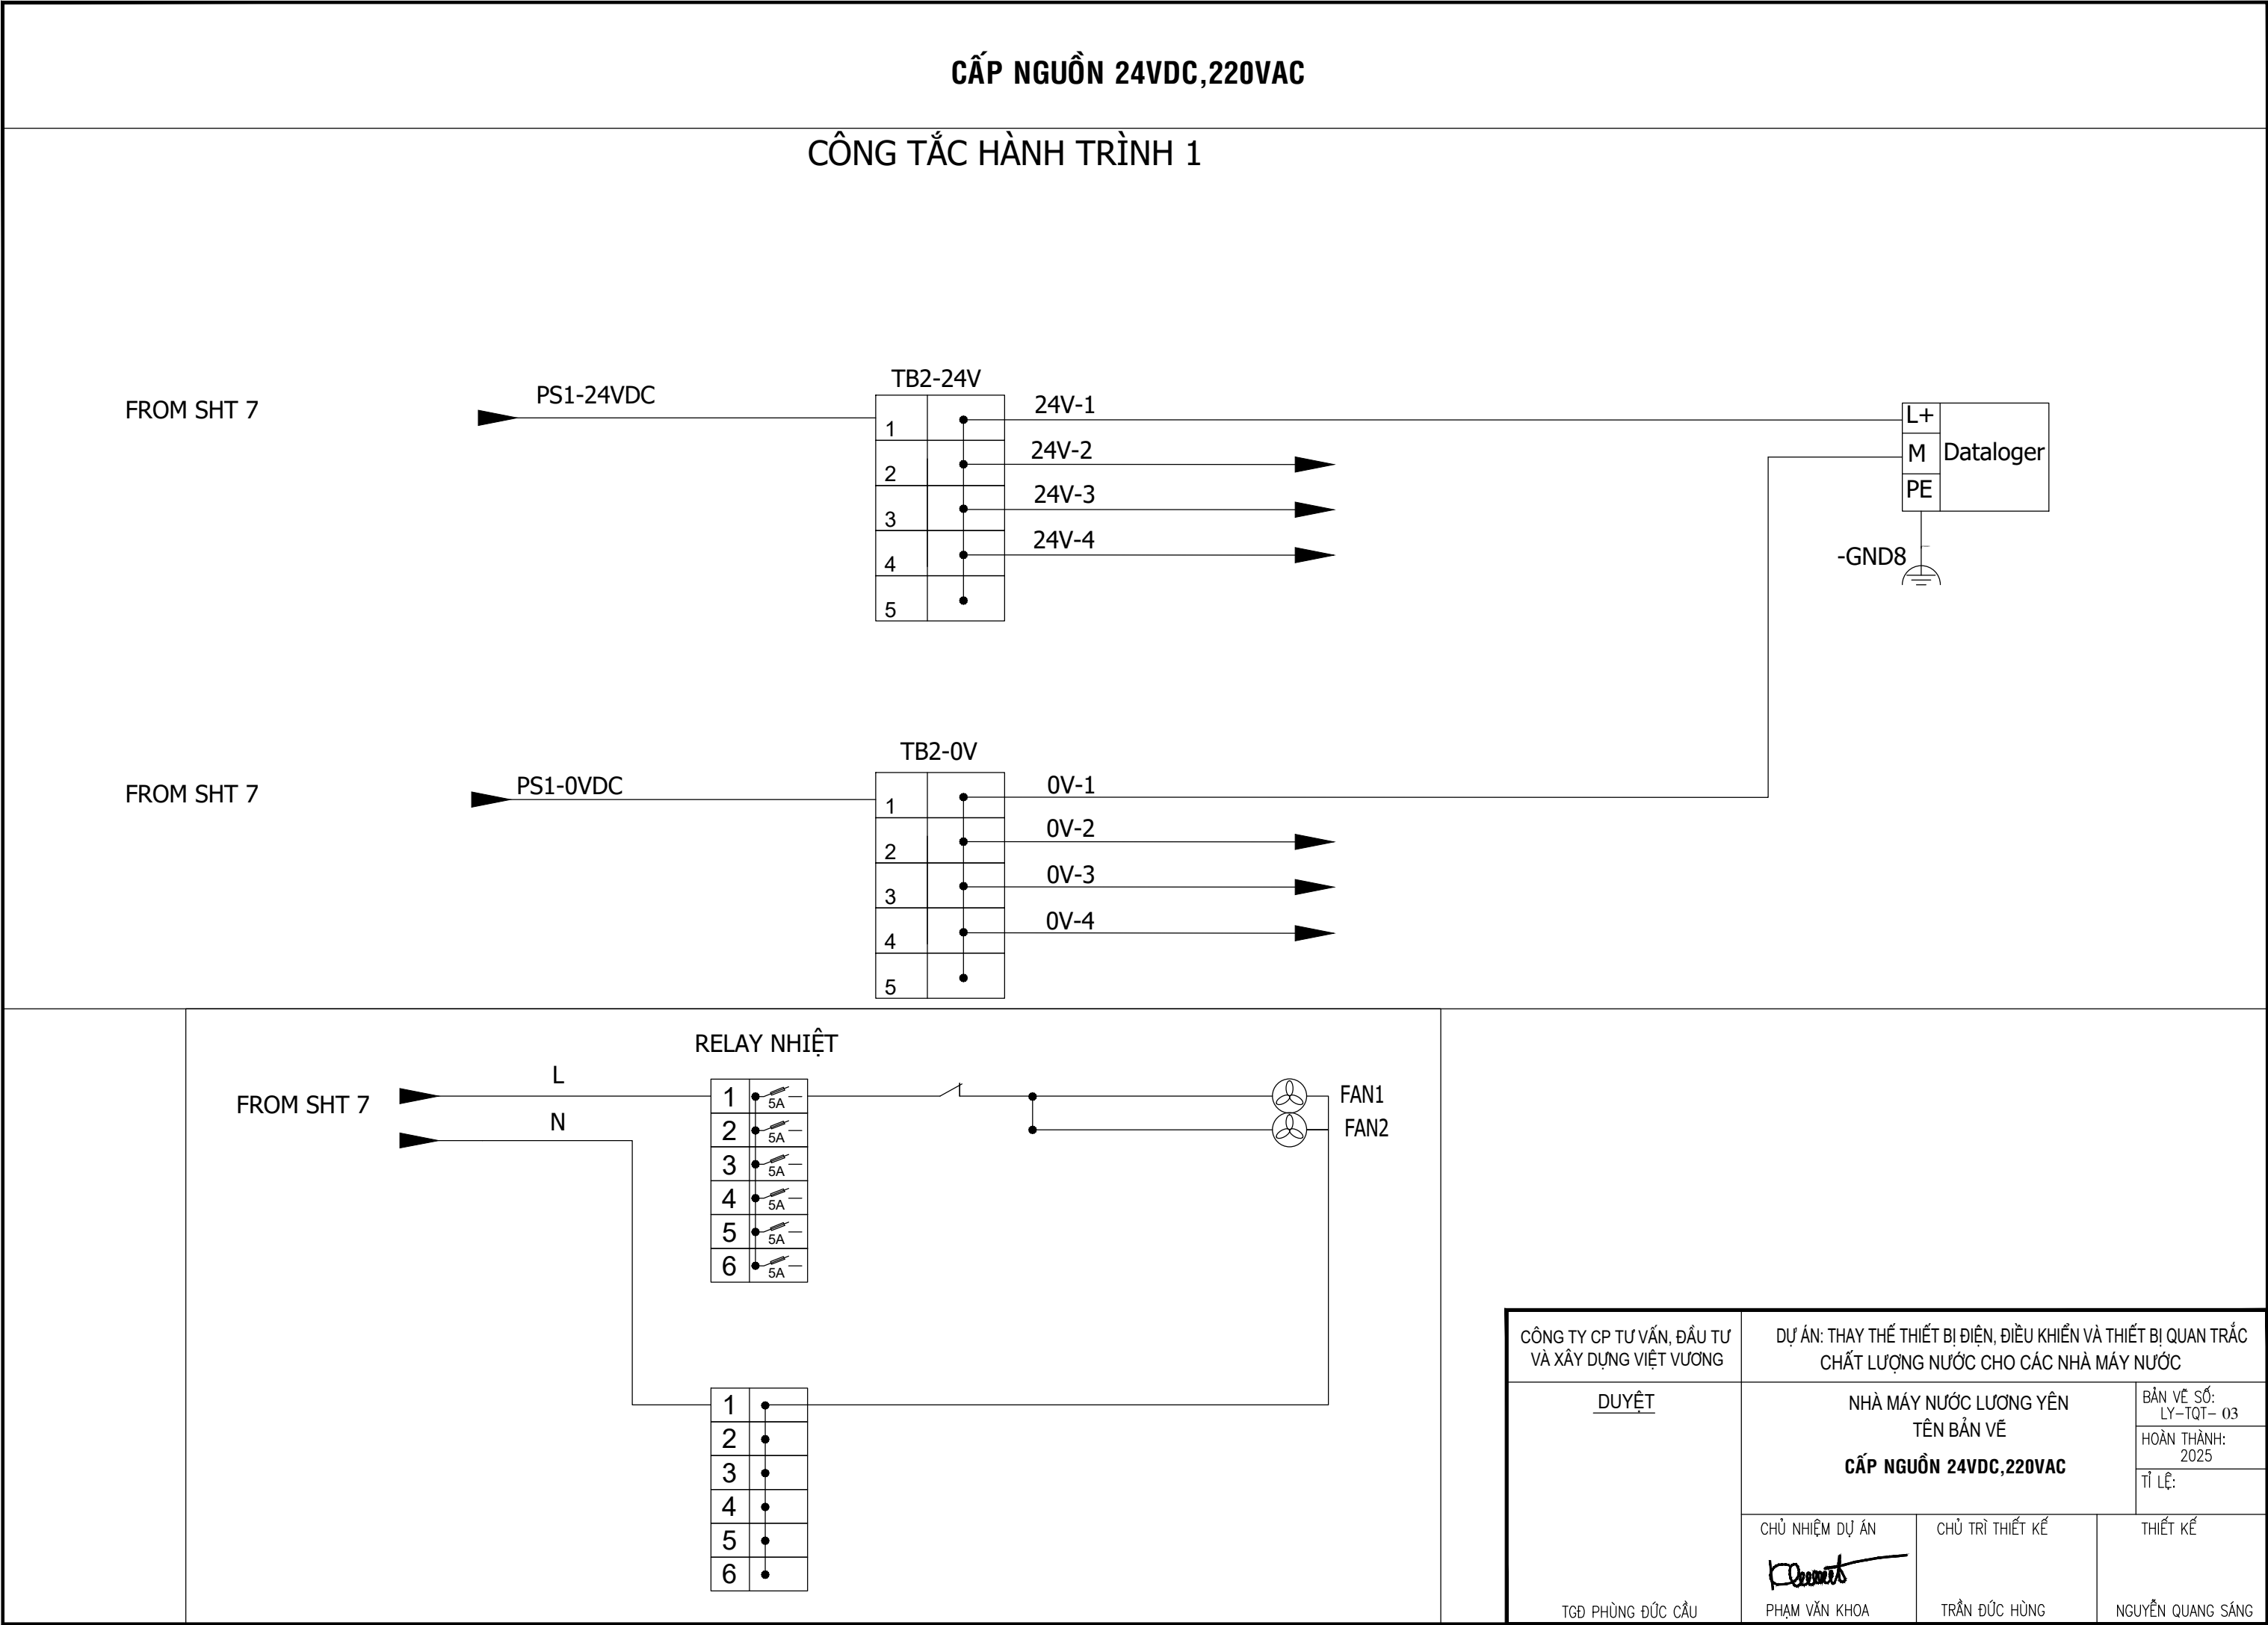 CẤP NGUỒN 24VDC,220VAC
CÔNG TẮC HÀNH TRÌNH 1
FROM SHT 7
PS1-24VDC
TB2-24V
1
2
3
4
5
24V-1
24V-2
24V-3
24V-4
L+
M
PE
Dataloger
-GND8
FROM SHT 7
PS1-0VDC
TB2-0V
1
2
3
4
5
0V-1
0V-2
0V-3
0V-4
RELAY NHIỆT
FROM SHT 7
L
N
1 5A
2 5A
3 5A
4 5A
5 5A
6 5A
FAN1
FAN2
1
2
3
4
5
6
CÔNG TY CP TƯ VẤN, ĐẦU TƯ
VÀ XÂY DỰNG VIỆT VƯƠNG
DỰ ÁN: THAY THẾ THIẾT BỊ ĐIỆN, ĐIỀU KHIỂN VÀ THIẾT BỊ QUAN TRẮC
CHẤT LƯỢNG NƯỚC CHO CÁC NHÀ MÁY NƯỚC
DUYỆT
TGĐ PHÙNG ĐỨC CẦU
NHÀ MÁY NƯỚC LƯƠNG YÊN
TÊN BẢN VẼ
CẤP NGUỒN 24VDC,220VAC
BẢN VẼ SỐ:
LY-TQT- 03
HOÀN THÀNH:
2025
TỈ LỆ:
CHỦ NHIỆM DỰ ÁN
PHẠM VĂN KHOA
CHỦ TRÌ THIẾT KẾ
TRẦN ĐỨC HÙNG
THIẾT KẾ
NGUYỄN QUANG SÁNG